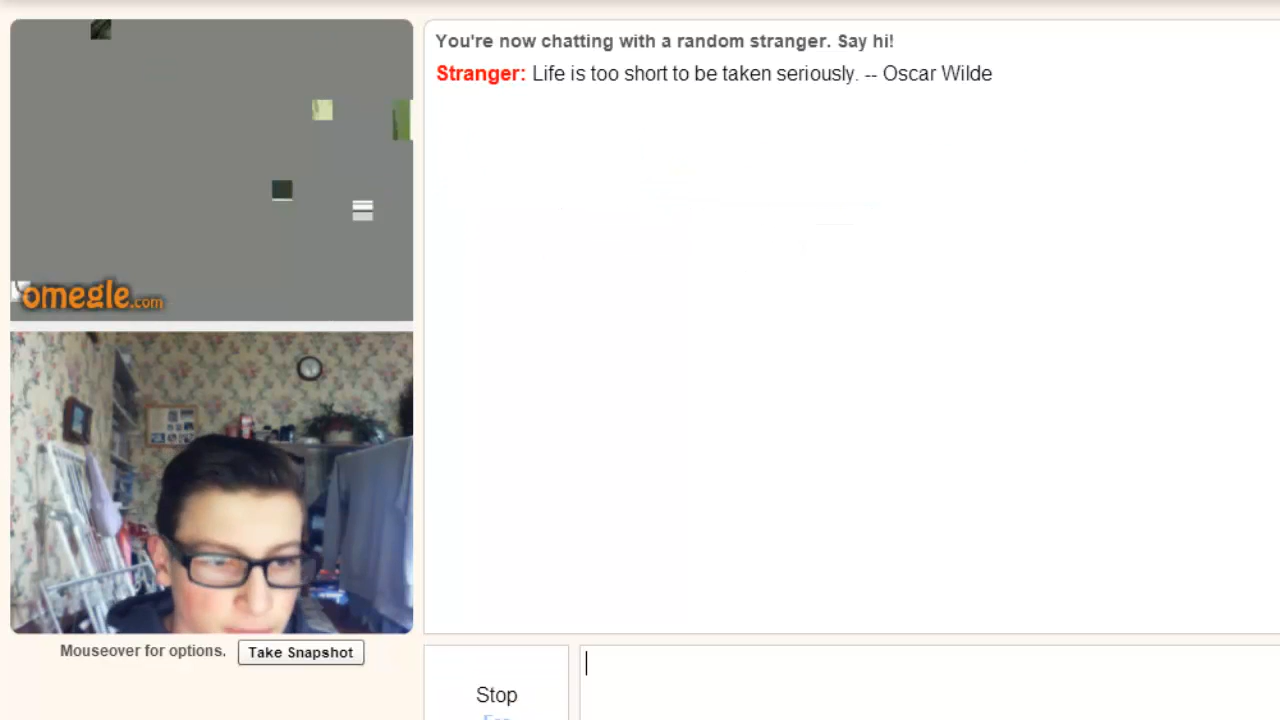 You're now chatting with a random stranger. Say hi!
Stranger: Life is too short to be taken seriously. -- Oscar Wilde
omegle.com
Mouseover for options.
Take Snapshot
Stop